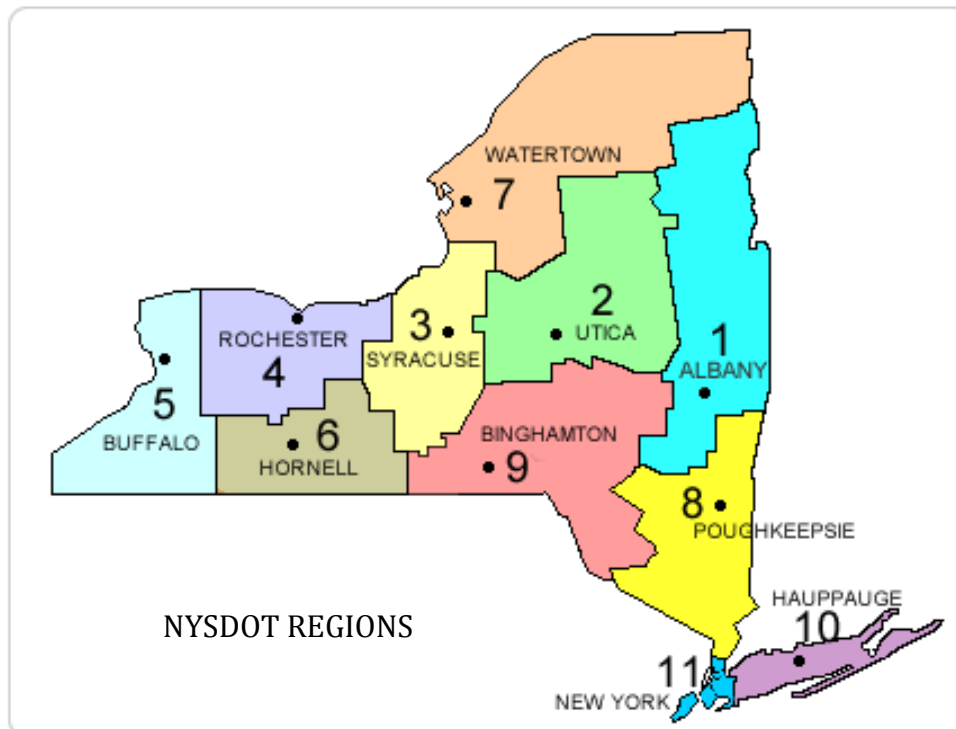 WATERTOWN
7
2
UTICA
1
ALBANY
3
SYRACUSE
ROCHESTER
4
5
BUFFALO
6
HORNELL
BINGHAMTON
9
8
POUGHKEEPSIE
HAUPPAUGE
10
11
NEW YORK
NYSDOT REGIONS